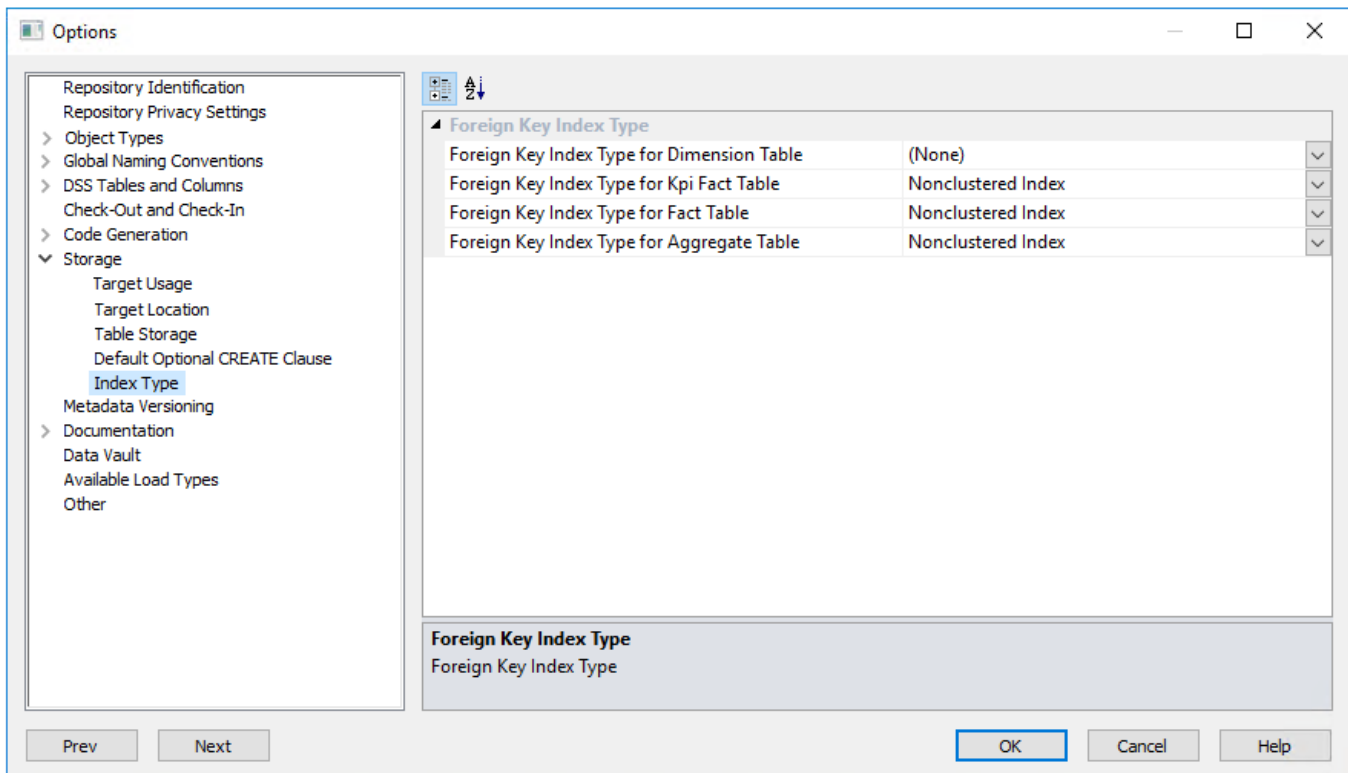 Options
Repository Identification
Repository Privacy Settings
Object Types
Global Naming Conventions
DSS Tables and Columns
Check-Out and Check-In
Code Generation
Storage
Target Usage
Target Location
Table Storage
Default Optional CREATE Clause
Index Type
Metadata Versioning
Documentation
Data Vault
Available Load Types
Other
Foreign Key Index Type
Foreign Key Index Type for Dimension Table (None)
Foreign Key Index Type for Kpi Fact Table Nonclustered Index
Foreign Key Index Type for Fact Table Nonclustered Index
Foreign Key Index Type for Aggregate Table Nonclustered Index
Foreign Key Index Type
Foreign Key Index Type
Prev Next OK Cancel Help